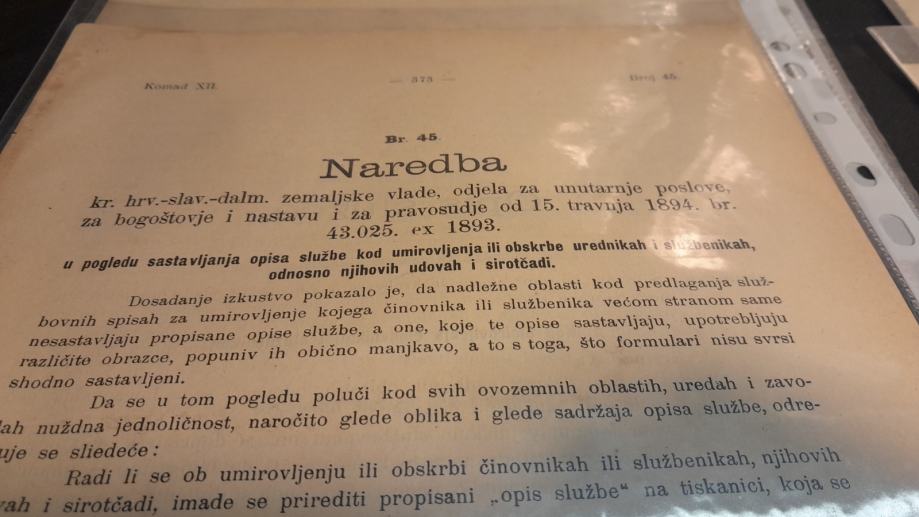 Komad XII.
— 373 —
Broj 45.
Br. 45.
Naredba
kr. hrv.-slav.-dalm. zemaljske vlade, odjela za unutarnje poslove,
za bogoštovje i nastavu i za pravosudje od 15. travnja 1894. br.
43.025. ex 1893.
u pogledu sastavljanja opisa službe kod umirovljenja ili obskrbe urednikah i službenikah,
odnosno njihovih udovah i sirotčadi.
Dosadanje izkustvo pokazalo je, da nadležne oblasti kod predlaganja služ-
bovnih spisah za umirovljenje kojega činovnika ili službenika većom stranom same
nesastavljaju propisane opise službe, a one, koje te opise sastavljaju, upotrebljuju
različite obrazce, popuniv ih obično manjkavo, a to s toga, što formulari nisu svrsi
shodno sastavljeni.
Da se u tom pogledu poluči kod svih ovozemnih oblastih, uredah i zavo-
dah nuždna jednoličnost, naročito glede oblika i glede sadržaja opisa službe, odre-
uje se sliedeće:
Radi li se ob umirovljenju ili obskrbi činovnikah ili službenikah, njihovih
vah i sirotčadi, imade se prirediti propisani „opis službe“ na tiskanici, koja se